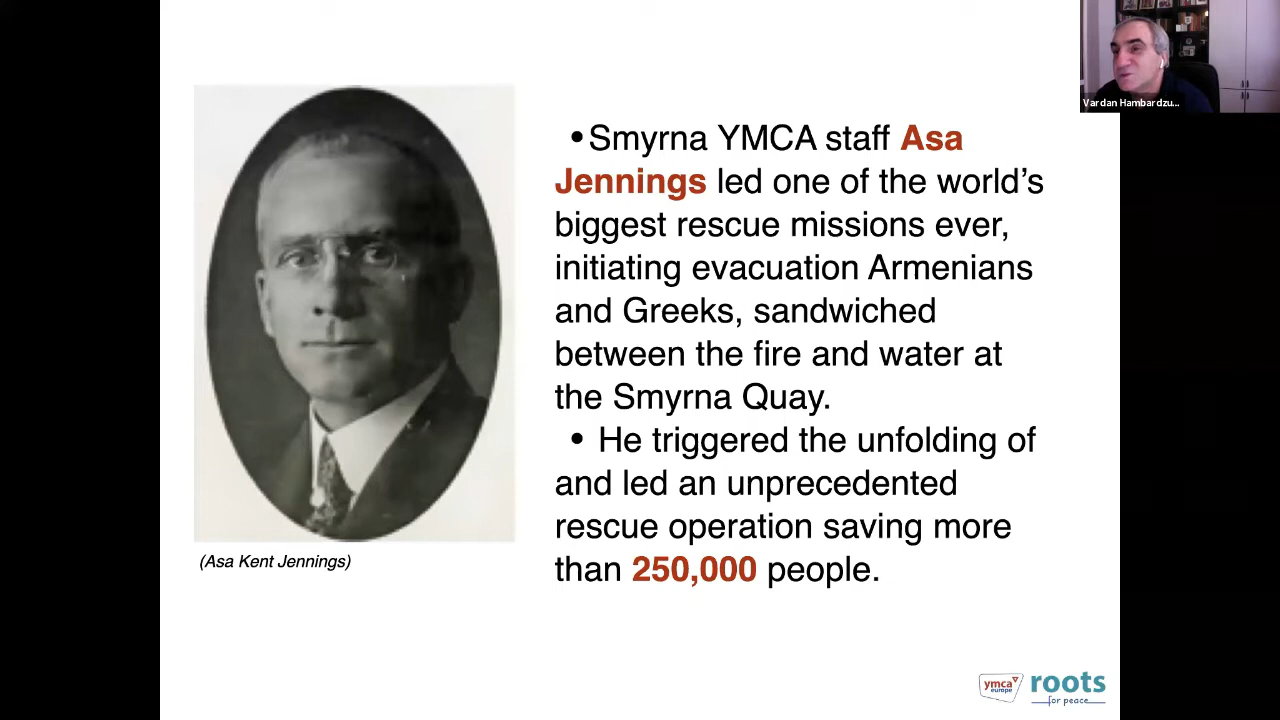 Vardan Hambardzu...
•Smyrna YMCA staff Asa
Jennings led one of the world's
biggest rescue missions ever,
initiating evacuation Armenians
and Greeks, sandwiched
between the fire and water at
the Smyrna Quay.
• He triggered the unfolding of
and led an unprecedented
rescue operation saving more
than 250,000 people.
(Asa Kent Jennings)
ymca
europe
roots
for peace